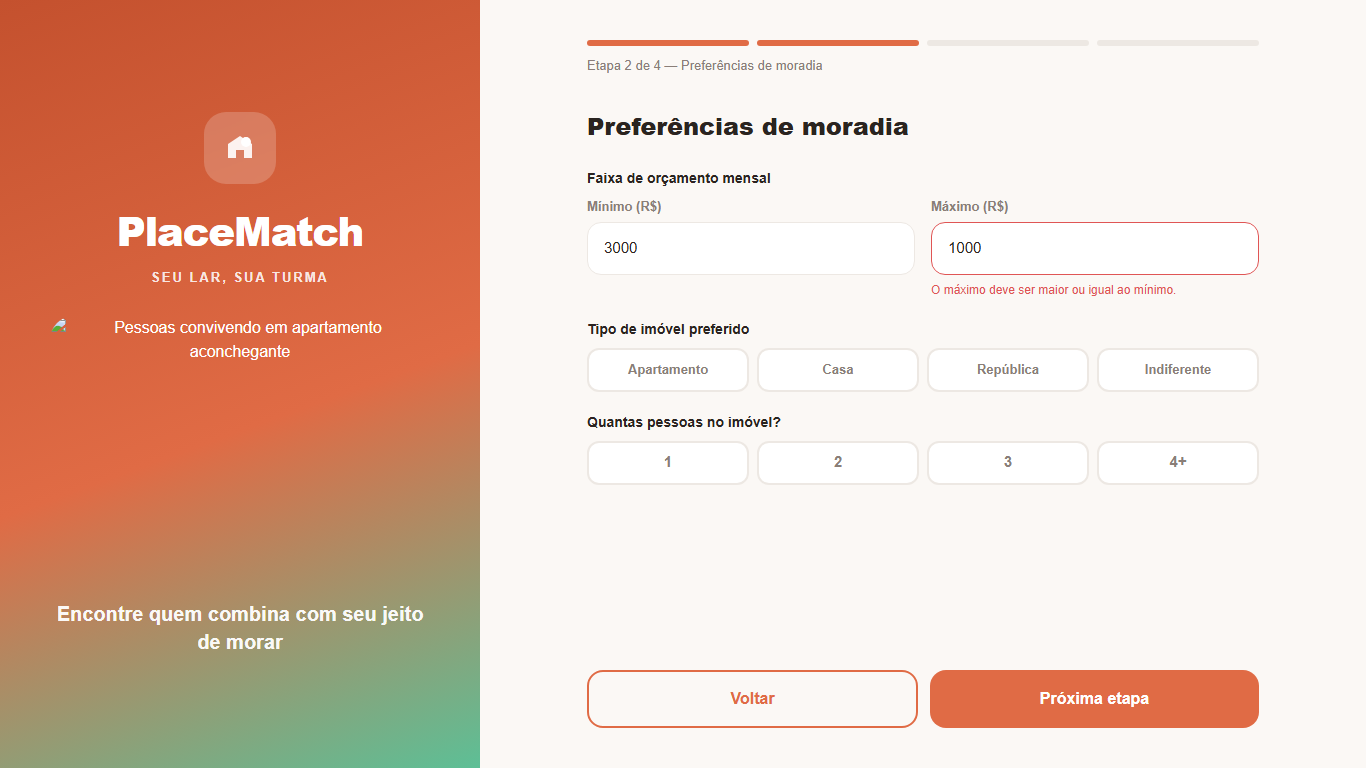 PlaceMatch
SEU LAR, SUA TURMA
Pessoas convivendo em apartamento
aconchegante
Encontre quem combina com seu jeito
de morar
Etapa 2 de 4 — Preferências de moradia
Preferências de moradia
Faixa de orçamento mensal
Mínimo (R$)
Máximo (R$)
3000
1000
O máximo deve ser maior ou igual ao mínimo.
Tipo de imóvel preferido
Apartamento
Casa
República
Indiferente
Quantas pessoas no imóvel?
1
2
3
4+
Voltar
Próxima etapa